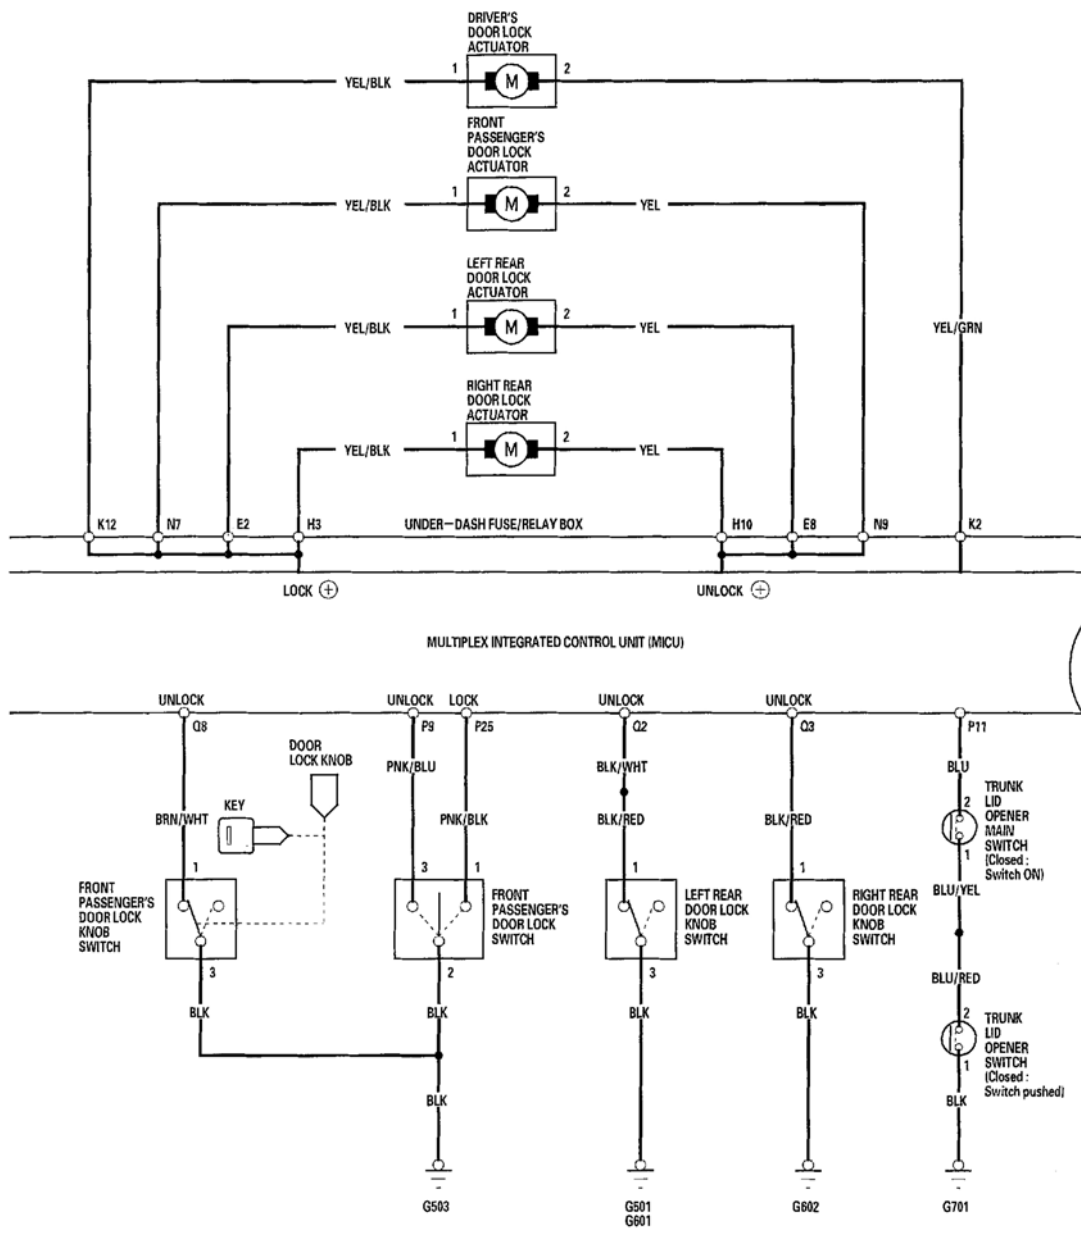 DRIVER'S
DOOR LOCK
ACTUATOR
1
2
YEL/BLK
M
FRONT
PASSENGER'S
DOOR LOCK
ACTUATOR
1
2
YEL/BLK
M
YEL
LEFT REAR
DOOR LOCK
ACTUATOR
1
2
YEL/BLK
M
YEL
YEL/GRN
RIGHT REAR
DOOR LOCK
ACTUATOR
1
2
YEL/BLK
M
YEL
K12
N7
E2
H3
UNDER-DASH FUSE/RELAY BOX
H10
E8
N9
K2
LOCK +
UNLOCK +
MULTIPLEX INTEGRATED CONTROL UNIT (MICU)
UNLOCK
UNLOCK
LOCK
UNLOCK
UNLOCK
Q8
P9
P25
Q2
Q3
P11
DOOR
LOCK KNOB
PNK/BLU
BLK/WHT
BLU
KEY
BRN/WHT
PNK/BLK
BLK/RED
BLK/RED
2
1
TRUNK
LID
OPENER
MAIN
SWITCH
(Closed :
Switch ON)
1
3
1
1
1
BLU/YEL
FRONT
PASSENGER'S
DOOR LOCK
KNOB
SWITCH
FRONT
PASSENGER'S
DOOR LOCK
SWITCH
LEFT REAR
DOOR LOCK
KNOB
SWITCH
RIGHT REAR
DOOR LOCK
KNOB
SWITCH
3
2
3
3
BLU/RED
BLK
BLK
BLK
BLK
2
1
TRUNK
LID
OPENER
SWITCH
(Closed :
Switch pushed)
BLK
BLK
G503
G501
G601
G602
G701